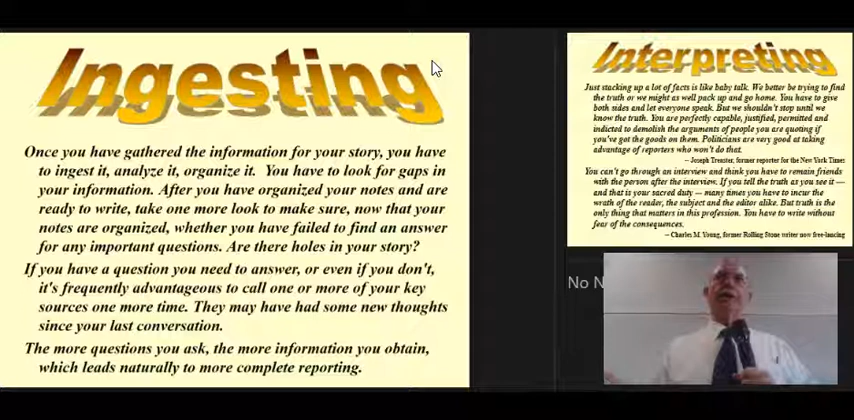 Ingesting
Once you have gathered the information for your story, you have
to ingest it, analyze it, organize it. You have to look for gaps in
your information. After you have organized your notes and are
ready to write, take one more look to make sure, now that your
notes are organized, whether you have failed to find an answer
for any important questions. Are there holes in your story?
If you have a question you need to answer, or even if you don't,
it's frequently advantageous to call one or more of your key
sources one more time. They may have had some new thoughts
since your last conversation.
The more questions you ask, the more information you obtain,
which leads naturally to more complete reporting.
Interpreting
Just stacking up a lot of facts is like baby talk. We better be trying to find
the truth or we might as well pack up and go home. You have to give
both sides and let everyone speak. But we shouldn't stop until we
know the truth. You are perfectly capable, justified, permitted and
indicted to demolish the arguments of people you are quoting if
you've got the goods on them. Politicians are very good at taking
advantage of reporters who won't do that.
-- Joseph Treaster, former reporter for the New York Times
You can't go through an interview and think you have to remain friends
with the person after the interview. If you tell the truth as you see it —
and that is your sacred duty – many times you have to incur the
wrath of the reader, the subject and the editor alike. But truth is the
only thing that matters in this profession. You have to write without
fear of the consequences.
-- Charles M. Young, former Rolling Stone writer now free-lancing
No N